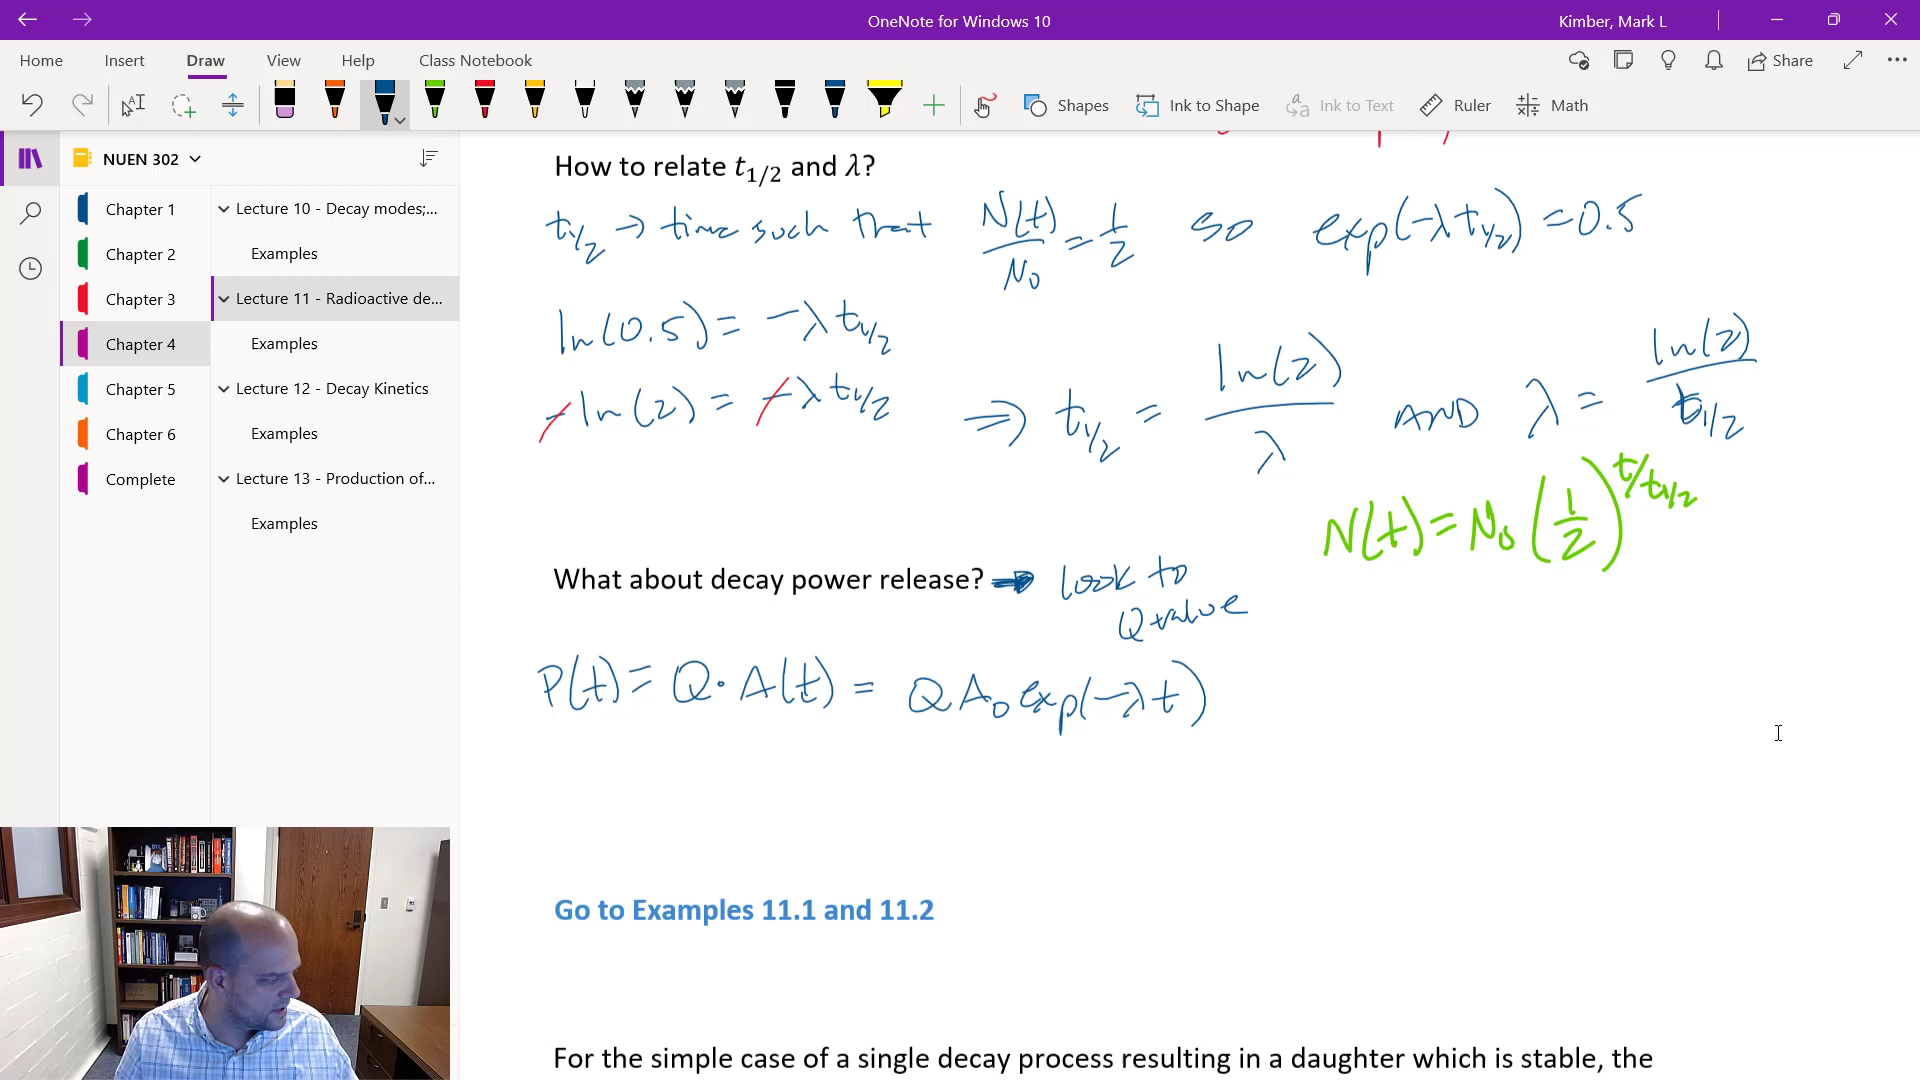 OneNote for Windows 10
Kimber, Mark L
Home Insert Draw View Help Class Notebook Share
Shapes Ink to Shape Ink to Text Ruler Math
NUEN 302
Chapter 1
Chapter 2
Chapter 3
Chapter 4
Chapter 5
Chapter 6
Complete
Lecture 10 - Decay modes;...
Examples
Lecture 11 - Radioactive de...
Examples
Lecture 12 - Decay Kinetics
Examples
Lecture 13 - Production of...
Examples
How to relate t1/2 and λ?
t1/2 → time such that N(t)/N0 = 1/2 so exp(-λt1/2) = 0.5
ln(0.5) = -λ t1/2
-ln(2) = -λ t1/2 ⇒ t1/2 = ln(2)/λ AND λ = ln(2)/t1/2
N(t) = N0 (1/2)^t/t1/2
What about decay power release? → look to
Q value
P(t) = Q · A(t) = Q A0 exp(-λt)
Go to Examples 11.1 and 11.2
For the simple case of a single decay process resulting in a daughter which is stable, the